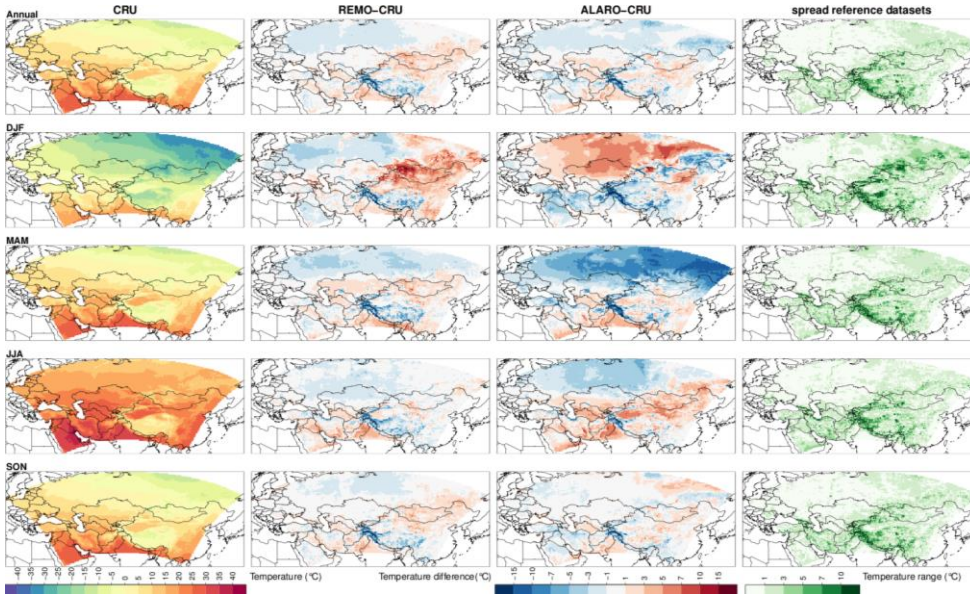 CRU REMO−CRU ALARO−CRU spread reference datasets
Annual
DJF
MAM
JJA
SON
Temperature (°C) Temperature difference(°C) Temperature range (°C)
−40 −35 −30 −25 −20 −15 −10 −5 0 5 10 15 20 25 30 35 40
−15 −10 −7 −5 −3 −1 1 3 5 7 10 15
1 3 5 7 10